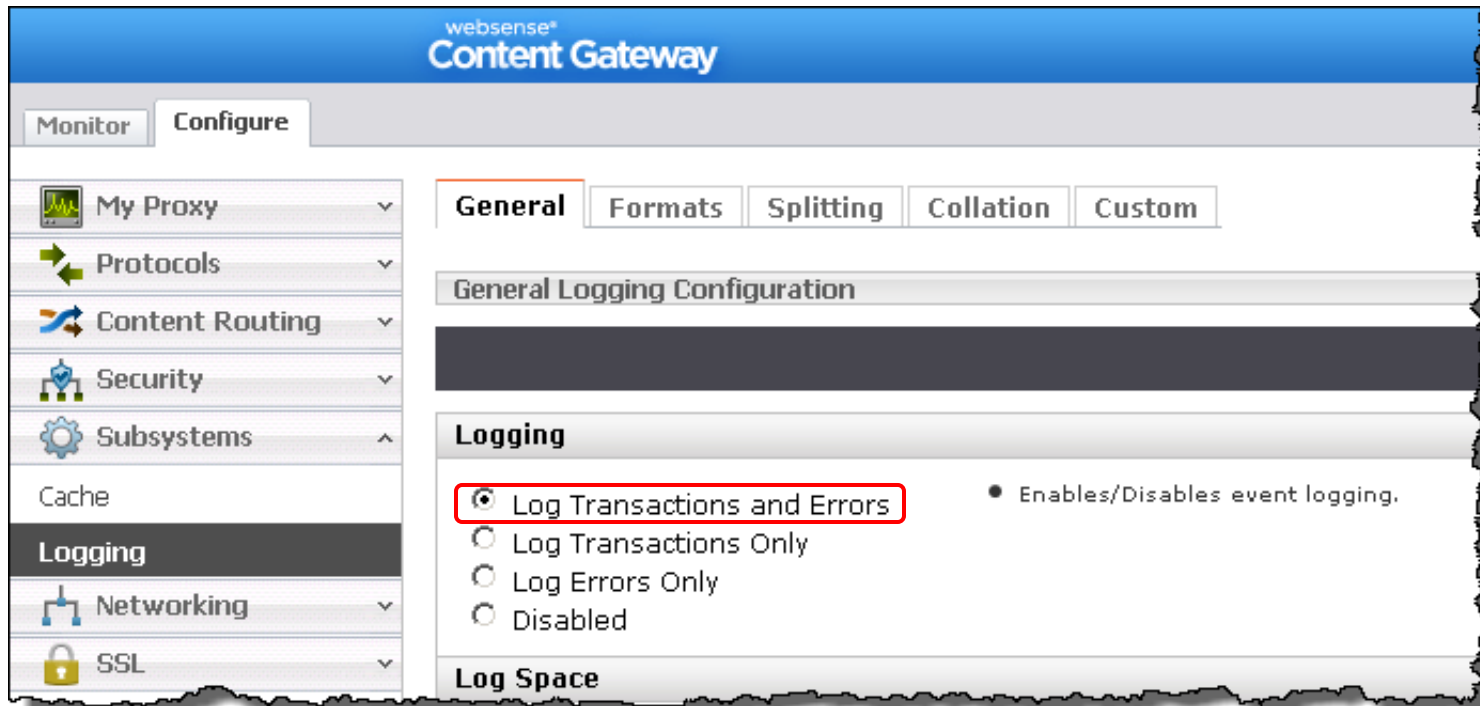 websense®
Content Gateway
Monitor
Configure
My Proxy
Protocols
Content Routing
Security
Subsystems
Cache
Logging
Networking
SSL
General
Formats
Splitting
Collation
Custom
General Logging Configuration
Logging
Log Transactions and Errors
Log Transactions Only
Log Errors Only
Disabled
Enables/Disables event logging.
Log Space